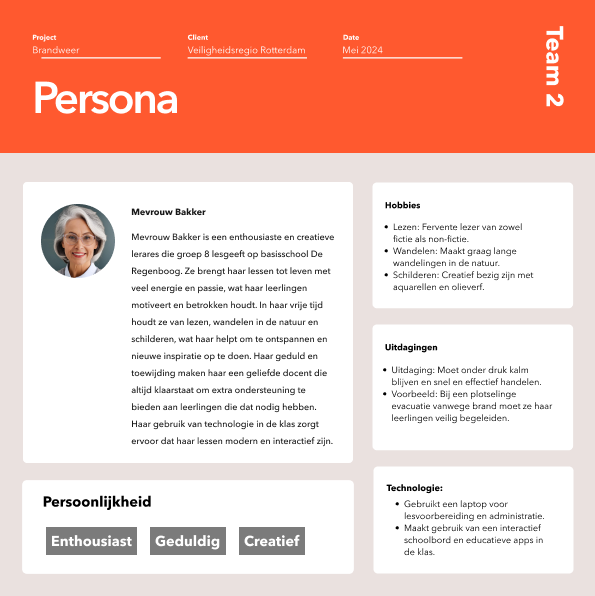 Project
Brandweer
Client
Veiligheidsregio Rotterdam
Date
Mei 2024
Team 2
Persona
Mevrouw Bakker
Mevrouw Bakker is een enthousiaste en creatieve
lerares die groep 8 lesgeeft op basisschool De
Regenboog. Ze brengt haar lessen tot leven met
veel energie en passie, wat haar leerlingen
motiveert en betrokken houdt. In haar vrije tijd
houdt ze van lezen, wandelen in de natuur en
schilderen, wat haar helpt om te ontspannen en
nieuwe inspiratie op te doen. Haar geduld en
toewijding maken haar een geliefde docent die
altijd klaarstaat om extra ondersteuning te
bieden aan leerlingen die dat nodig hebben.
Haar gebruik van technologie in de klas zorgt
ervoor dat haar lessen modern en interactief zijn.
Persoonlijkheid
Enthousiast
Geduldig
Creatief
Hobbies
• Lezen: Fervente lezer van zowel
fictie als non-fictie.
• Wandelen: Maakt graag lange
wandelingen in de natuur.
• Schilderen: Creatief bezig zijn met
aquarellen en olieverf.
Uitdagingen
• Uitdaging: Moet onder druk kalm
blijven en snel en effectief handelen.
• Voorbeeld: Bij een plotselinge
evacuatie vanwege brand moet ze haar
leerlingen veilig begeleiden.
Technologie:
• Gebruikt een laptop voor
lesvoorbereiding en administratie.
• Maakt gebruik van een interactief
schoolbord en educatieve apps in
de klas.